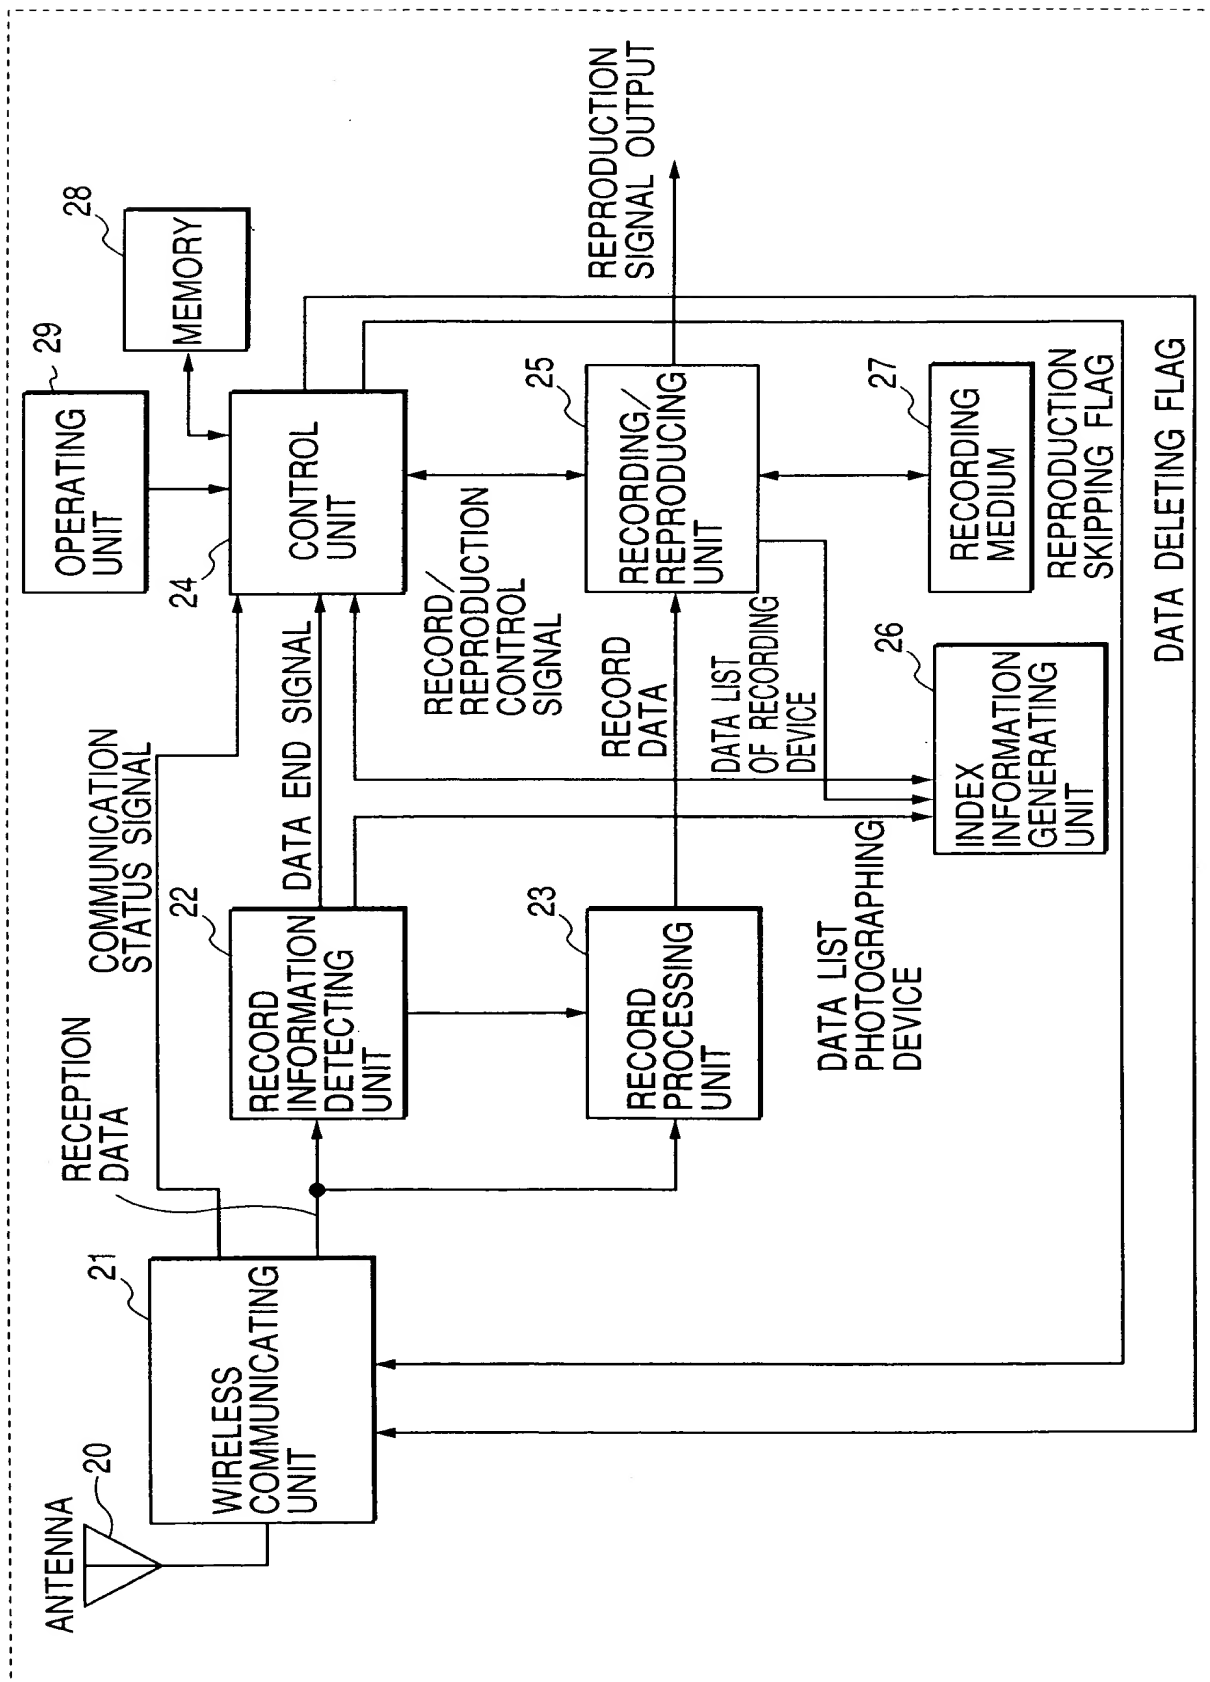 ANTENNA
20
WIRELESS
COMMUNICATING
UNIT
21
RECEPTION
DATA
COMMUNICATION
STATUS SIGNAL
RECORD
INFORMATION
DETECTING
UNIT
22
DATA END SIGNAL
RECORD
PROCESSING
UNIT
23
DATA LIST
PHOTOGRAPHING
DEVICE
OPERATING
UNIT
29
MEMORY
28
CONTROL
UNIT
24
RECORD/
REPRODUCTION
CONTROL
SIGNAL
RECORD
DATA
DATA LIST
OF RECORDING
DEVICE
RECORDING/
REPRODUCING
UNIT
25
REPRODUCTION
SIGNAL OUTPUT
INDEX
INFORMATION
GENERATING
UNIT
26
RECORDING
MEDIUM
27
REPRODUCTION
SKIPPING FLAG
DATA DELETING FLAG